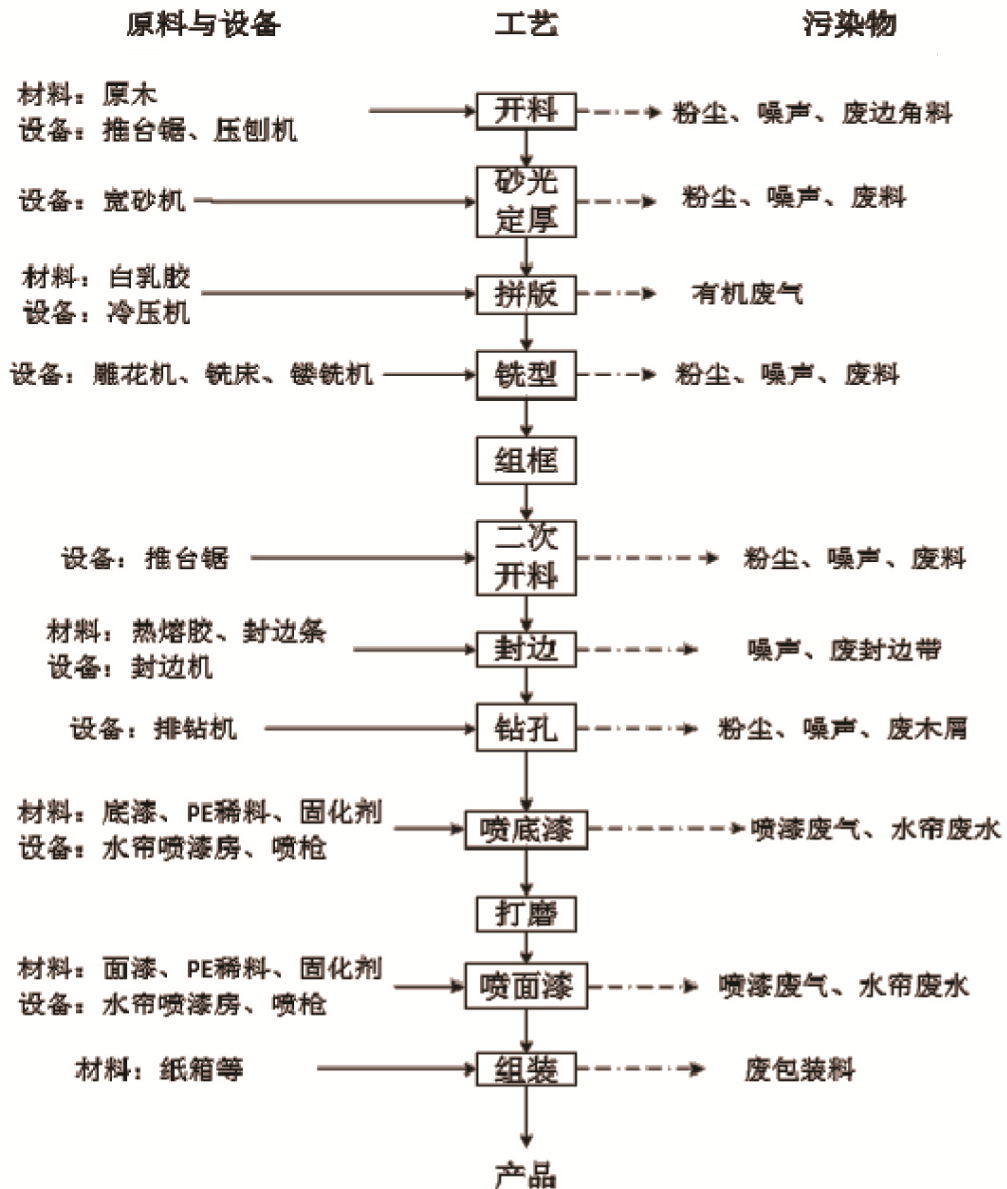 原料与设备 工艺 污染物
材料：原木
设备：推台锯、压刨机
开料
粉尘、噪声、废边角料
设备：宽砂机
砂光
定厚
粉尘、噪声、废料
材料：白乳胶
设备：冷压机
拼版
有机废气
设备：雕花机、铣床、镂铣机
铣型
粉尘、噪声、废料
组框
设备：推台锯
二次
开料
粉尘、噪声、废料
材料：热熔胶、封边条
设备：封边机
封边
噪声、废封边带
设备：排钻机
钻孔
粉尘、噪声、废木屑
材料：底漆、PE稀料、固化剂
设备：水帘喷漆房、喷枪
喷底漆
喷漆废气、水帘废水
打磨
材料：面漆、PE稀料、固化剂
设备：水帘喷漆房、喷枪
喷面漆
喷漆废气、水帘废水
材料：纸箱等
组装
废包装料
产品